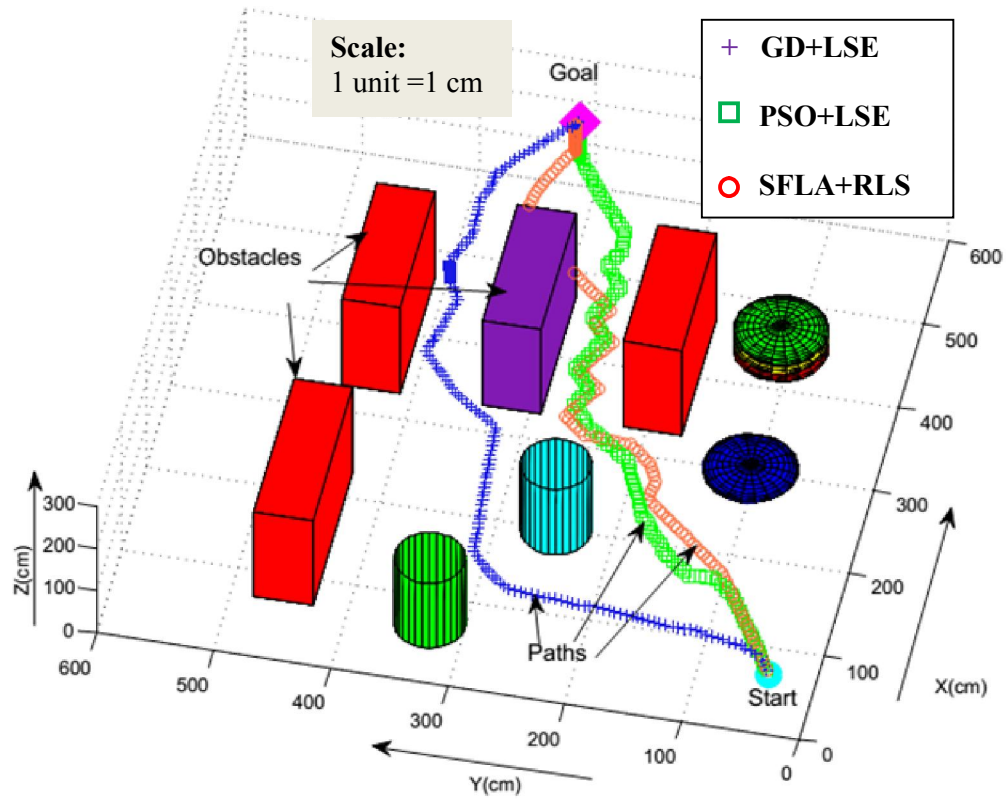 Scale:
1 unit =1 cm
Goal
+ GD+LSE
PSO+LSE
SFLA+RLS
Obstacles
Paths
Start
Z(cm)
300
200
100
0
600
500
400
300
200
100
0
Y(cm)
0
100
200
300
400
500
600
X(cm)